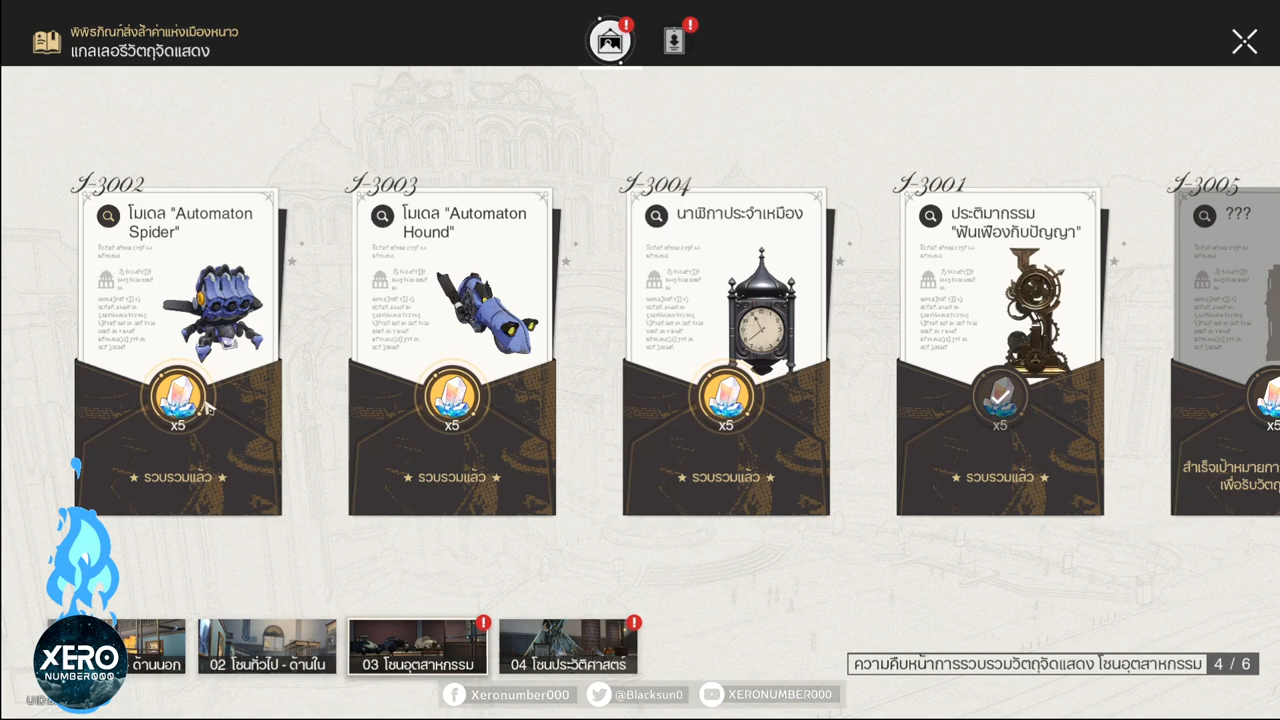 พิพิธภัณฑ์สิ่งล้ำค่าแห่งเมืองหนาว
แกลเลอรีวัตถุจัดแสดง
J-3002
โมเดล "Automaton
Spider"
x5
★ รวบรวมแล้ว ★
J-3003
โมเดล "Automaton
Hound"
x5
★ รวบรวมแล้ว ★
J-3004
นาฬิกาประจำเหมือง
x5
★ รวบรวมแล้ว ★
J-3001
ประติมากรรม
"ฟันเฟืองกับปัญญา"
x5
★ รวบรวมแล้ว ★
J-3005
???
x5
สำเร็จเป้าหมายกา
เพื่อรับวัตถุ
ด้านนอก
02 โซนทั่วไป - ด้านใน
03 โซนอุตสาหกรรม
04 โซนประวัติศาสตร์
ความคืบหน้าการรวบรวมวัตถุจัดแสดง โซนอุตสาหกรรม 4 / 6
XERO
NUMBER000
Xeronumber000
@Blacksun0
XERONUMBER000